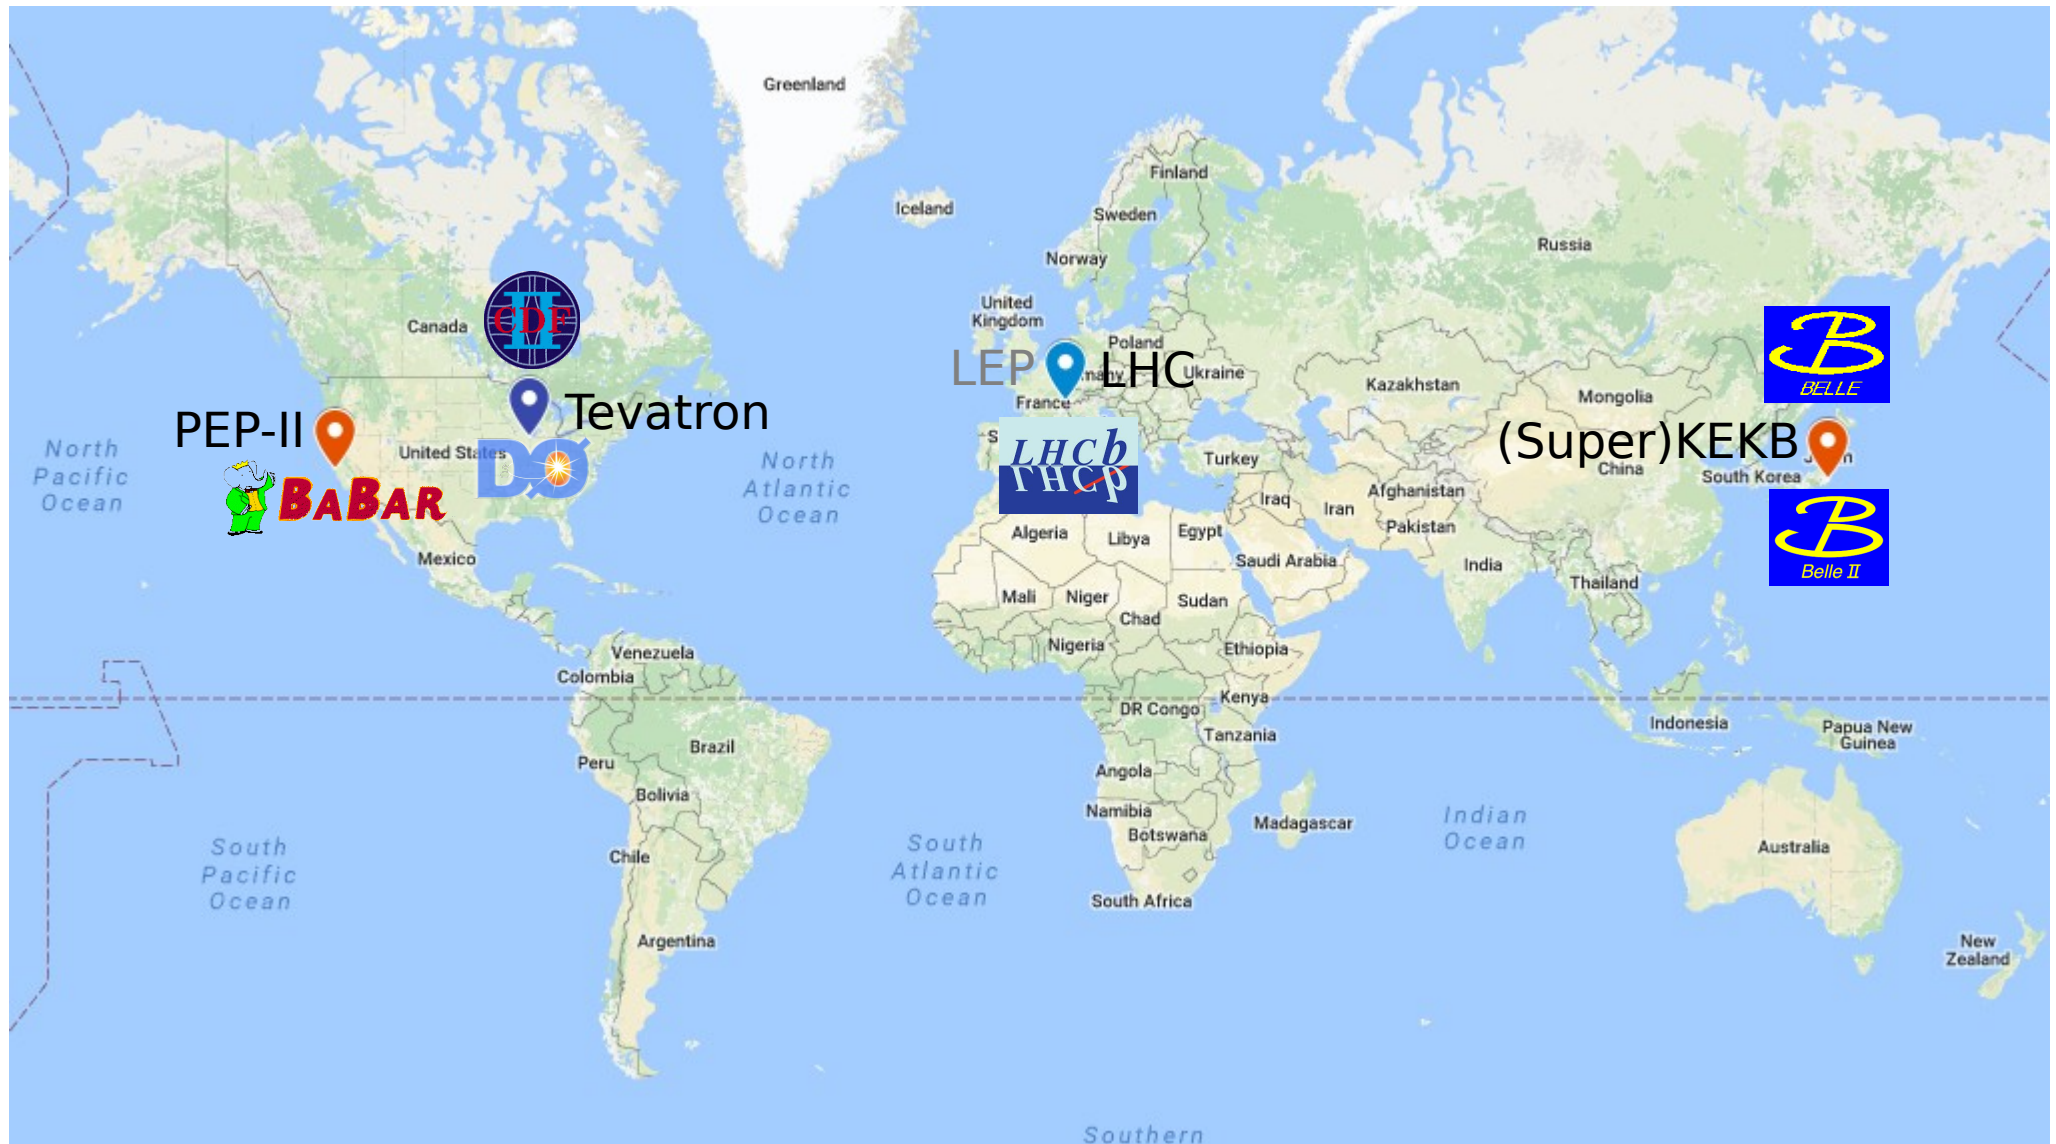 Greenland
Finland
Iceland
Sweden
Russia
Norway
United
Kingdom
II
CDF
Canada
Poland
LEP
LHC
Ukraine
BELLE
Kazakhstan
Mongolia
France
PEP-II
Tevatron
(Super)KEKB
North
Pacific
Ocean
United States
DØ
BABAR
North
Atlantic
Ocean
LHCb
LHCb
Turkey
China
South Korea
Iraq
Iran
Afghanistan
Pakistan
Algeria
Libya
Egypt
Saudi Arabia
India
Belle II
Mexico
Thailand
Mali
Niger
Chad
Sudan
Nigeria
Ethiopia
Venezuela
Colombia
Kenya
DR Congo
Tanzania
Indonesia
Papua New
Guinea
Brazil
Peru
Bolivia
Angola
Namibia
Botswana
Madagascar
Indian
Ocean
South
Pacific
Ocean
Chile
South
Atlantic
Ocean
Australia
South Africa
Argentina
New
Zealand
Southern